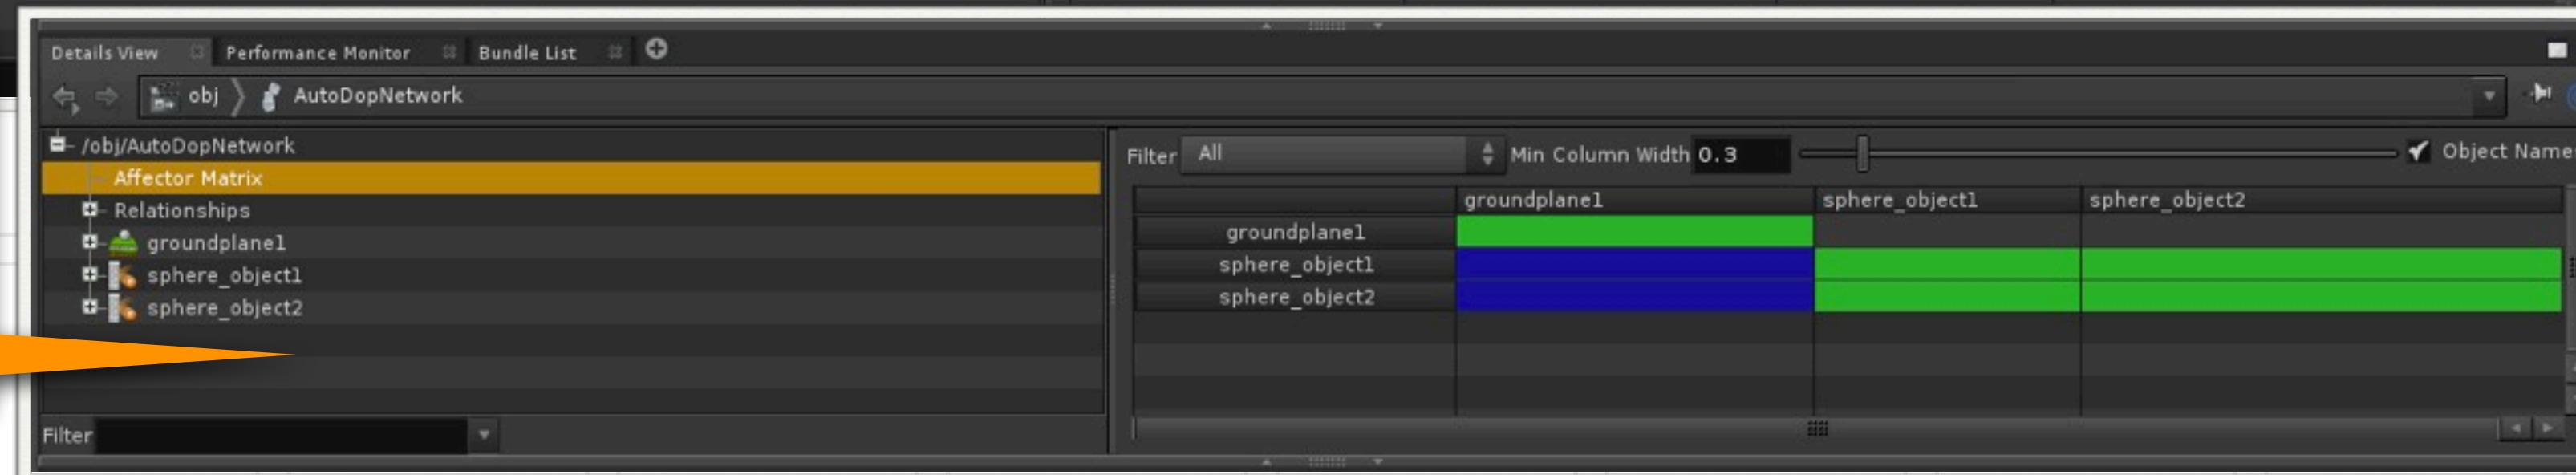 Details View Performance Monitor Bundle List
obj AutoDopNetwork
/obj/AutoDopNetwork
Affector Matrix
Relationships
groundplane1
sphere_object1
sphere_object2
Filter
Filter All Min Column Width 0.3 Object Name
groundplane1 sphere_object1 sphere_object2
groundplane1
sphere_object1
sphere_object2